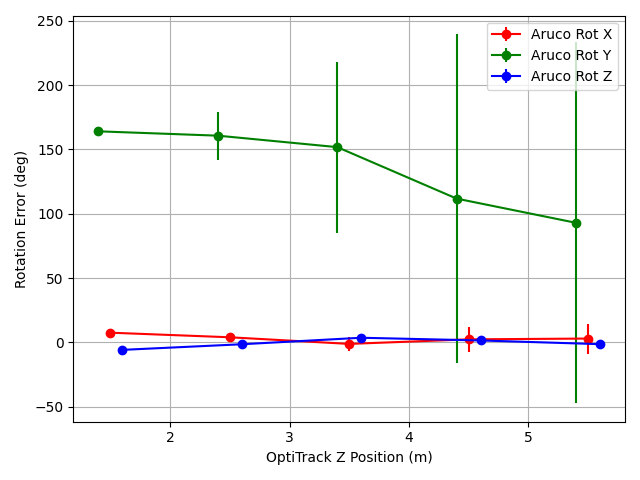 250
200
150
100
50
0
−50
Rotation Error (deg)
2
3
4
5
OptiTrack Z Position (m)
Aruco Rot X
Aruco Rot Y
Aruco Rot Z